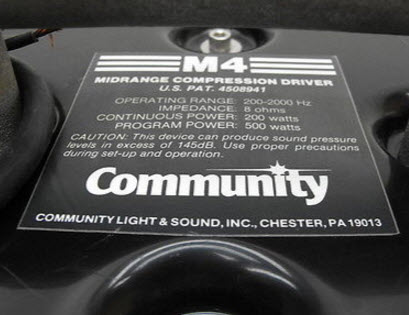 M4
MIDRANGE COMPRESSION DRIVER
U.S. PAT. 4508941
OPERATING RANGE: 200-2000 Hz
IMPEDANCE: 8 ohms
CONTINUOUS POWER: 200 watts
PROGRAM POWER: 500 watts
CAUTION: This device can produce sound pressure
levels in excess of 145dB. Use proper precautions
during set-up and operation.
Community
COMMUNITY LIGHT & SOUND, INC., CHESTER, PA 19013